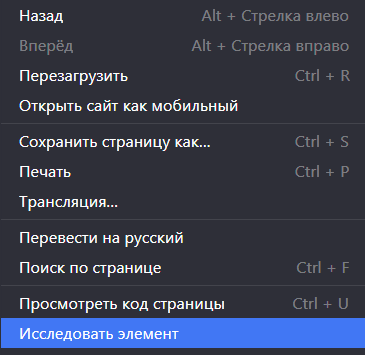 Назад Alt + Стрелка влево
Вперёд Alt + Стрелка вправо
Перезагрузить Ctrl + R
Открыть сайт как мобильный
Сохранить страницу как... Ctrl + S
Печать Ctrl + P
Трансляция...
Перевести на русский
Поиск по странице Ctrl + F
Просмотреть код страницы Ctrl + U
Исследовать элемент